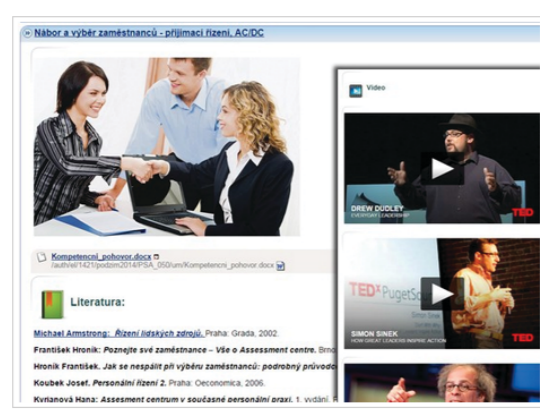 Nábor a výběr zaměstnanců - přijímací řízení, AC/DC
Kompetencni_pohovor.docx
/auth/el/1421/podzim2014/PSA_050/um/Kompetencni_pohovor.docx
Literatura:
Michael Armstrong: Řízení lidských zdrojů. Praha: Grada, 2002.
František Hroník: Poznejte své zaměstnance – Vše o Assessment centre. Brno
Hroník František. Jak se nespálit při výběru zaměstnanců: podrobný průvodc
Koubek Josef. Personální řízení 2. Praha: Oeconomica, 2006.
Kyrianová Hana: Assesment centrum v současné personální praxi. 1. vydání.
Video
DREW DUDLEY
EVERYDAY LEADERSHIP
TED
TEDx PugetSou
SIMON SINEK
HOW GREAT LEADERS INSPIRE ACTION
TED